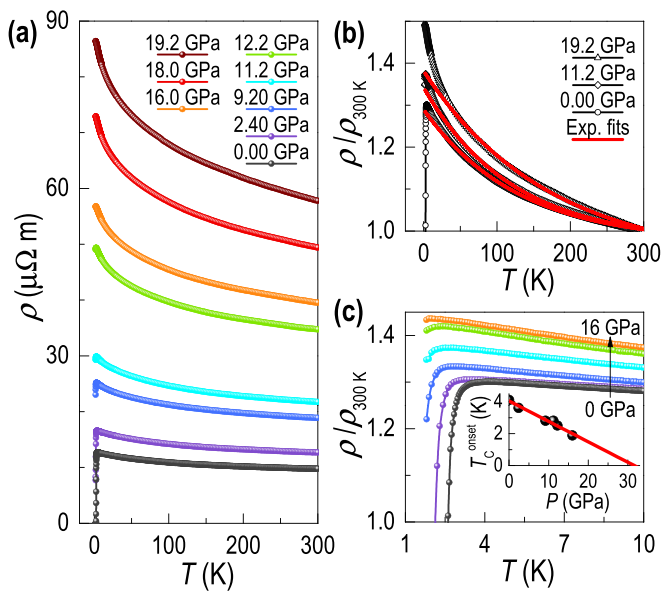 (a)
90
60
30
0
ρ (μΩ m)
19.2 GPa
18.0 GPa
16.0 GPa
12.2 GPa
11.2 GPa
9.20 GPa
2.40 GPa
0.00 GPa
0 100 200 300
T (K)
(b)
1.4
1.2
1.0
ρ/ρ300 K
19.2 GPa
11.2 GPa
0.00 GPa
Exp. fits
0 100 200 300
T (K)
(c)
1.4
1.3
1.2
1.0
ρ/ρ300 K
16 GPa
0 GPa
4
2
0
TC onset (K)
0 10 20 30
P (GPa)
1 4 7 10
T (K)